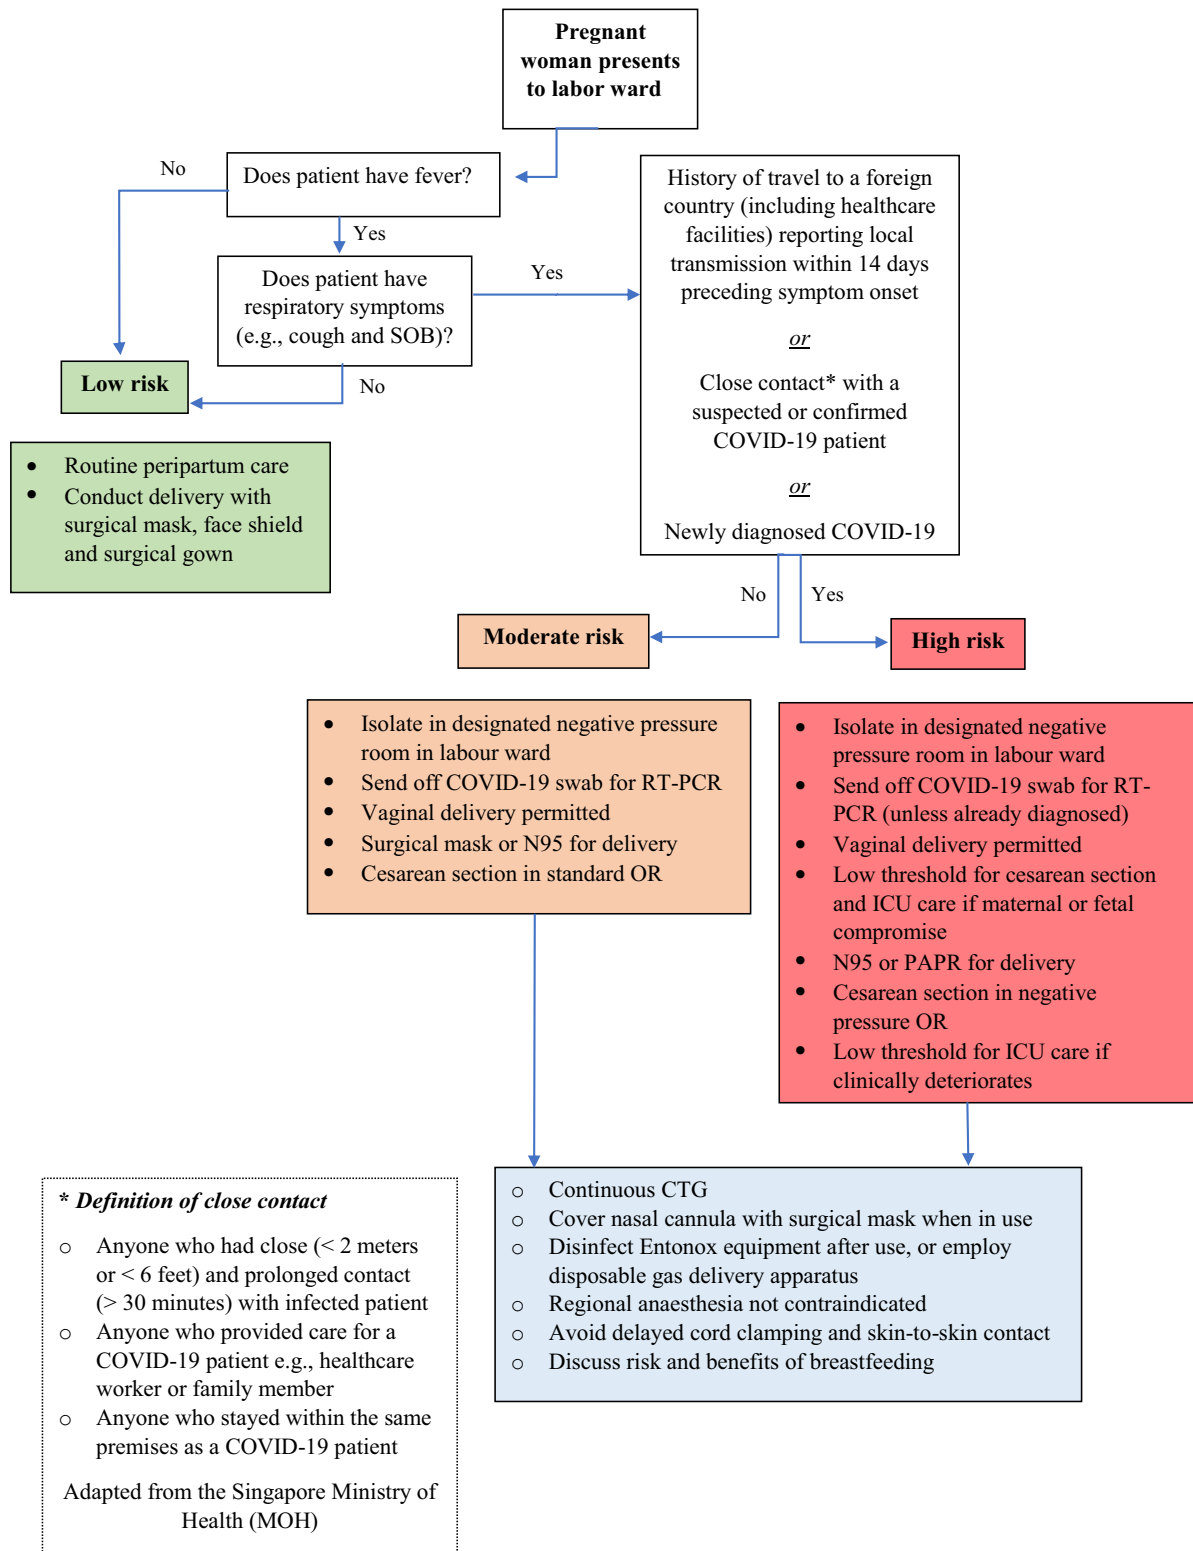 Pregnant
woman presents
to labor ward
No
Does patient have fever?
Yes
Does patient have
respiratory symptoms
(e.g., cough and SOB)?
Yes
No
History of travel to a foreign
country (including healthcare
facilities) reporting local
transmission within 14 days
preceding symptom onset
or
Close contact* with a
suspected or confirmed
COVID-19 patient
or
Newly diagnosed COVID-19
Low risk
• Routine peripartum care
• Conduct delivery with
surgical mask, face shield
and surgical gown
No
Yes
Moderate risk
High risk
• Isolate in designated negative pressure
room in labour ward
• Send off COVID-19 swab for RT-PCR
• Vaginal delivery permitted
• Surgical mask or N95 for delivery
• Cesarean section in standard OR
• Isolate in designated negative
pressure room in labour ward
• Send off COVID-19 swab for RT-
PCR (unless already diagnosed)
• Vaginal delivery permitted
• Low threshold for cesarean section
and ICU care if maternal or fetal
compromise
• N95 or PAPR for delivery
• Cesarean section in negative
pressure OR
• Low threshold for ICU care if
clinically deteriorates
o Continuous CTG
o Cover nasal cannula with surgical mask when in use
o Disinfect Entonox equipment after use, or employ
disposable gas delivery apparatus
o Regional anaesthesia not contraindicated
o Avoid delayed cord clamping and skin-to-skin contact
o Discuss risk and benefits of breastfeeding
* Definition of close contact
o Anyone who had close (< 2 meters
or < 6 feet) and prolonged contact
(> 30 minutes) with infected patient
o Anyone who provided care for a
COVID-19 patient e.g., healthcare
worker or family member
o Anyone who stayed within the same
premises as a COVID-19 patient
Adapted from the Singapore Ministry of
Health (MOH)